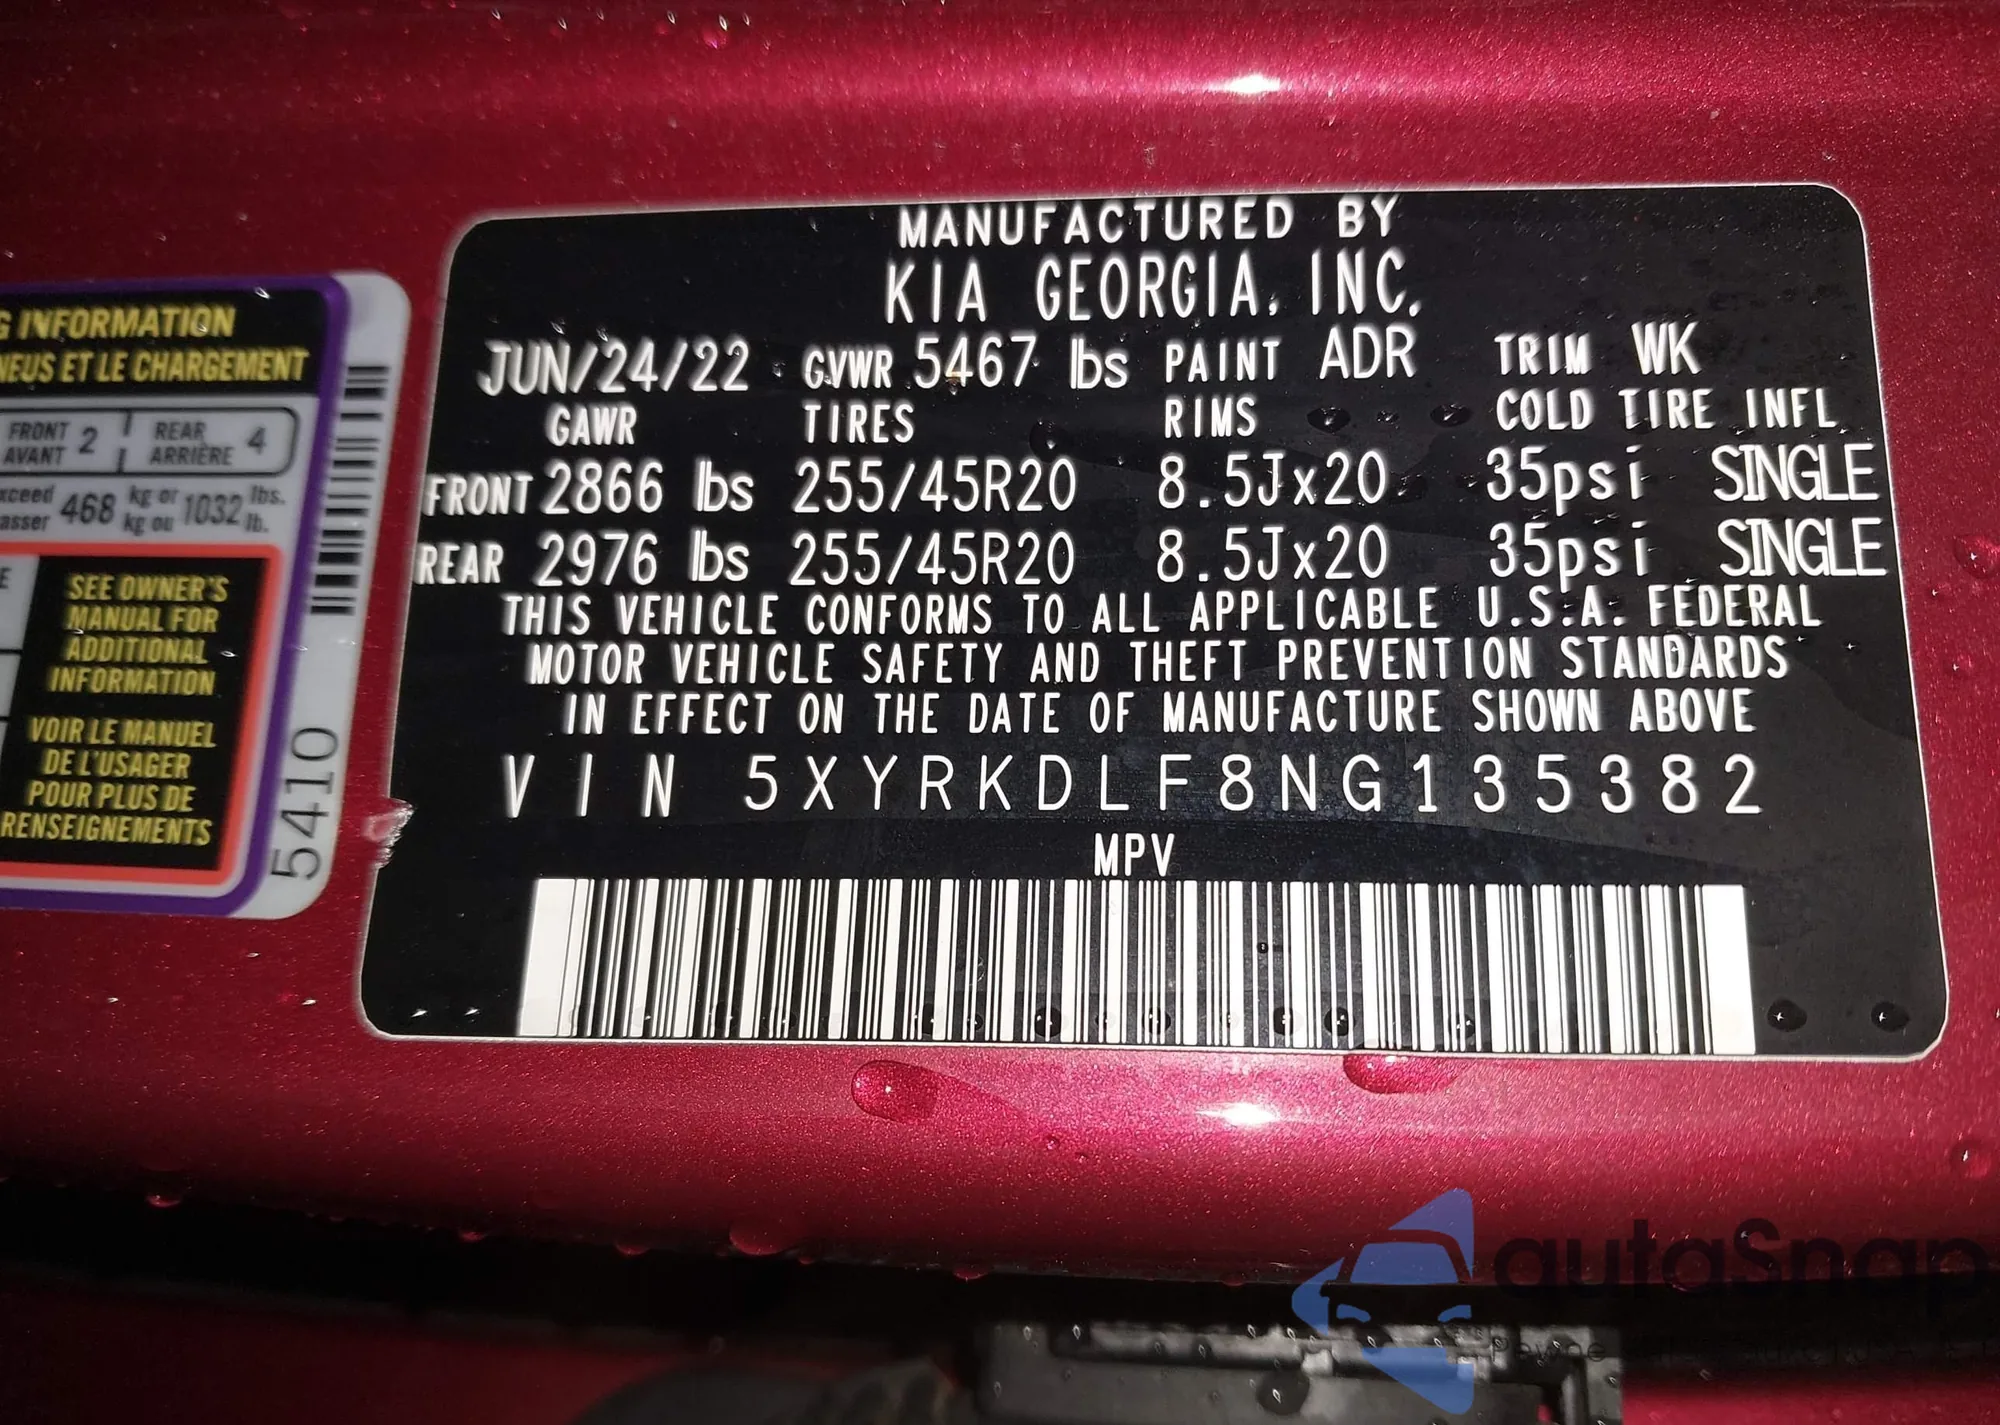 MANUFACTURED BY
KIA GEORGIA, INC.
JUN/24/22 GVWR 5467 lbs PAINT ADR TRIM WK
GAWR TIRES RIMS COLD TIRE INFL.
FRONT 2866 lbs 255/45R20 8.5Jx20 35psi SINGLE
REAR 2976 lbs 255/45R20 8.5Jx20 35psi SINGLE
THIS VEHICLE CONFORMS TO ALL APPLICABLE U.S.A. FEDERAL
MOTOR VEHICLE SAFETY AND THEFT PREVENTION STANDARDS
IN EFFECT ON THE DATE OF MANUFACTURE SHOWN ABOVE
VIN 5XYRKDLF8NG135382
MPV
G INFORMATION
NEUS ET LE CHARGEMENT
FRONT AVANT 2 REAR ARRIÈRE 4
xceed 468 kg or 1032 lbs.
asser kg ou lb.
SEE OWNER'S
MANUAL FOR
ADDITIONAL
INFORMATION
VOIR LE MANUEL
DE L'USAGER
POUR PLUS DE
RENSEIGNEMENTS
5410
autaSnap